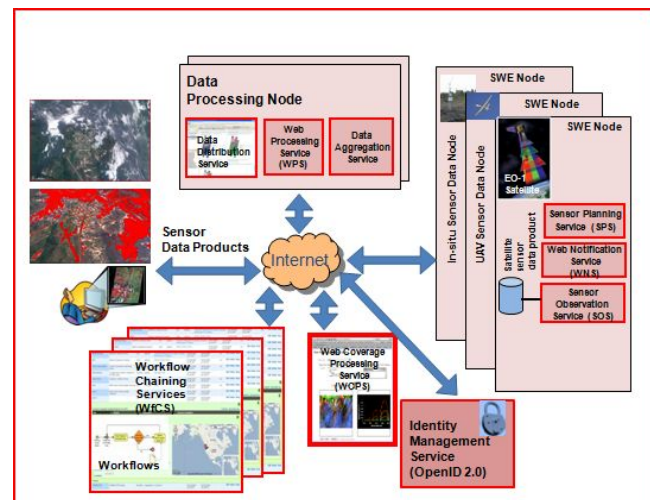 Data
Processing Node
Data
Distribution
Service
Web
Processing
Service
(WPS)
Data
Aggregation
Service
SWE Node
SWE Node
SWE Node
In-situ Sensor Data Node
UAV Sensor Data Node
EO-1
Satellite
Satellite
sensor
data product
Sensor Planning
Service (SPS)
Web Notification
Service
(WNS)
Sensor
Observation
Service (SOS)
Sensor
Data Products
Internet
Workflow
Chaining
Services
(WfCS)
Workflows
Web Coverage
Processing
Service
(WCPS)
Identity
Management
Service
(OpenID 2.0)